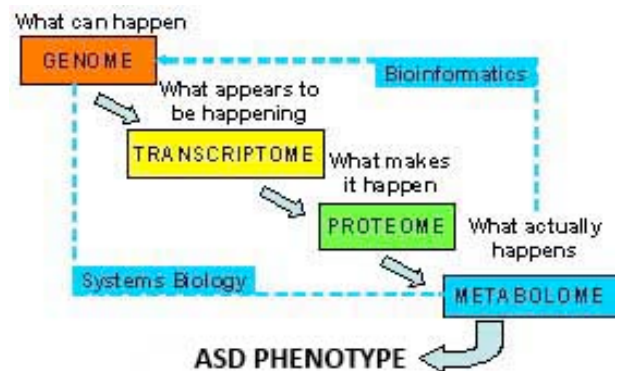 What can happen
GENOME
Bioinformatics
What appears to
be happening
TRANSCRIPTOME
What makes
it happen
PROTEOME
What actually
happens
Systems Biology
METABOLOME
ASD PHENOTYPE